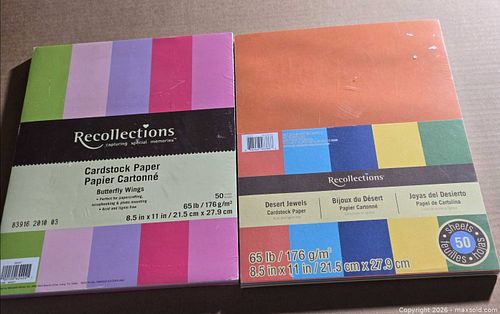 Recollections
capturing special memories
Cardstock Paper
Papier Cartonné
Butterfly Wings
• Perfect for papercrafting,
scrapbooking & photo mounting
• Acid and lignin free
50
65 lb / 176 g/m²
8.5 in x 11 in / 21.5 cm x 27.9 cm
83916 2010 03
Recollections
Desert Jewels
Cardstock Paper
Bijoux du Désert
Papier Cartonné
Joyas del Desierto
Papel de Cartulina
65 lb / 176 g/m²
8.5 in x 11 in / 21.5 cm x 27.9 cm
sheets
50
feuilles
hojas
Copyright © 2026 - maxsold.com